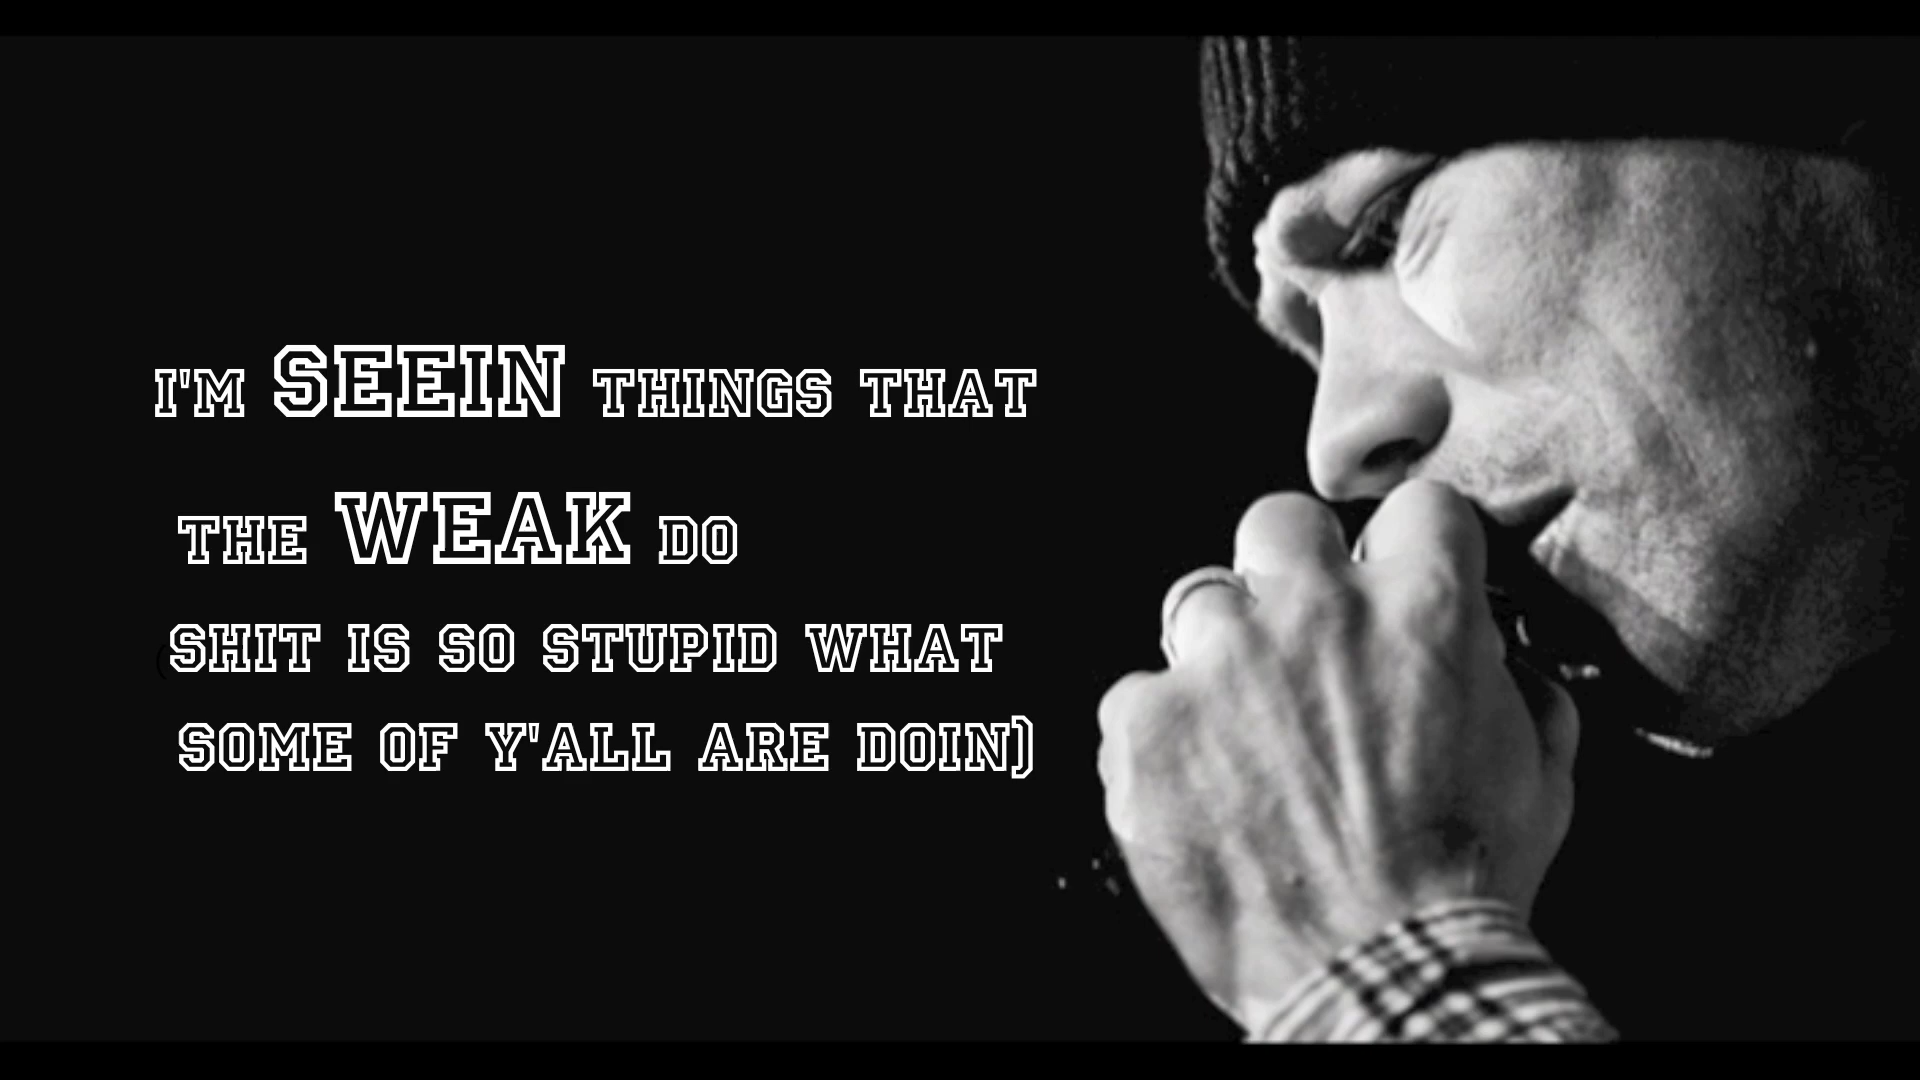 I'M SEEIN THINGS THAT
THE WEAK DO
(SHIT IS SO STUPID WHAT
SOME OF Y'ALL ARE DOIN)